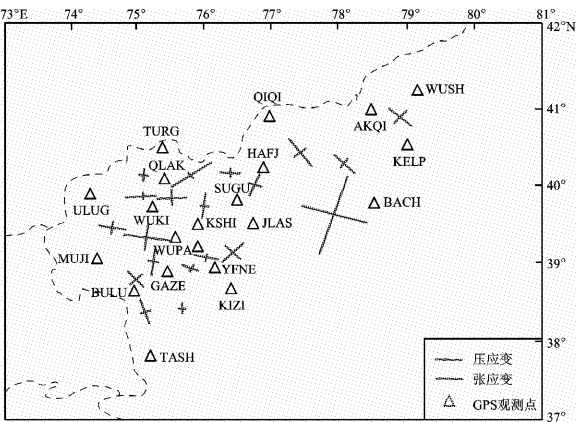 73°E 74° 75° 76° 77° 78° 79° 80° 81°
42°N
WUSH
QIQI
41°
AKQI
TURG
KELP
HAFJ
QLAK
40°
SUGU
ULUG
BACH
WUKI
KSHI
JLAS
WUPA
MUJI
39°
YFNE
GAZE
BULU
KIZI
38°
TASH
压应变
张应变
GPS观测点
37°